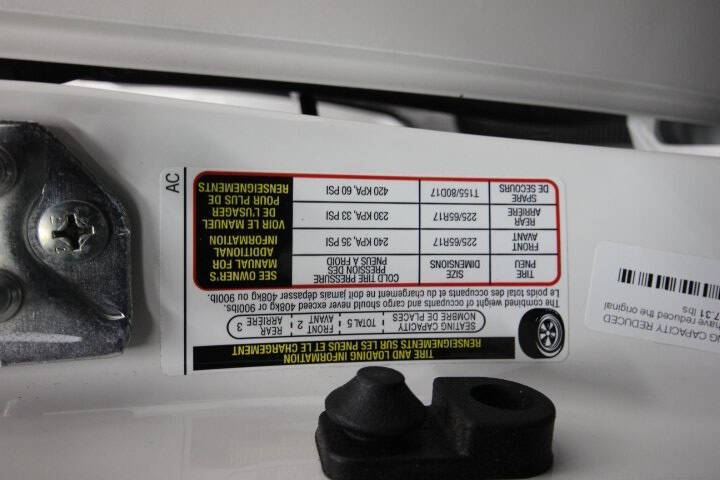 TIRE AND LOADING INFORMATION
RENSEIGNEMENTS SUR LES PNEUS ET LE CHARGEMENT
SEATING CAPACITY
NOMBRE DE PLACES
TOTAL 5
FRONT
AVANT 2
REAR
ARRIÈRE 3
The combined weight of occupants and cargo should never exceed 408kg or 900lbs.
Le poids total des occupants et du chargement ne doit jamais dépasser 408kg ou 900lb.
TIRE
PNEU
SIZE
DIMENSIONS
COLD TIRE PRESSURE
PRESSION DES
PNEUS A FROID
FRONT
AVANT
225/65R17
240 KPA, 35 PSI
REAR
ARRIÈRE
225/65R17
230 KPA, 33 PSI
SPARE
DE SECOURS
T155/80D17
420 KPA, 60 PSI
SEE OWNER'S
MANUAL FOR
ADDITIONAL
INFORMATION
VOIR LE MANUEL
DE L'USAGER
POUR PLUS DE
RENSEIGNEMENTS
AC
NG CAPACITY REDUCED
have reduced the original
7.31 lbs